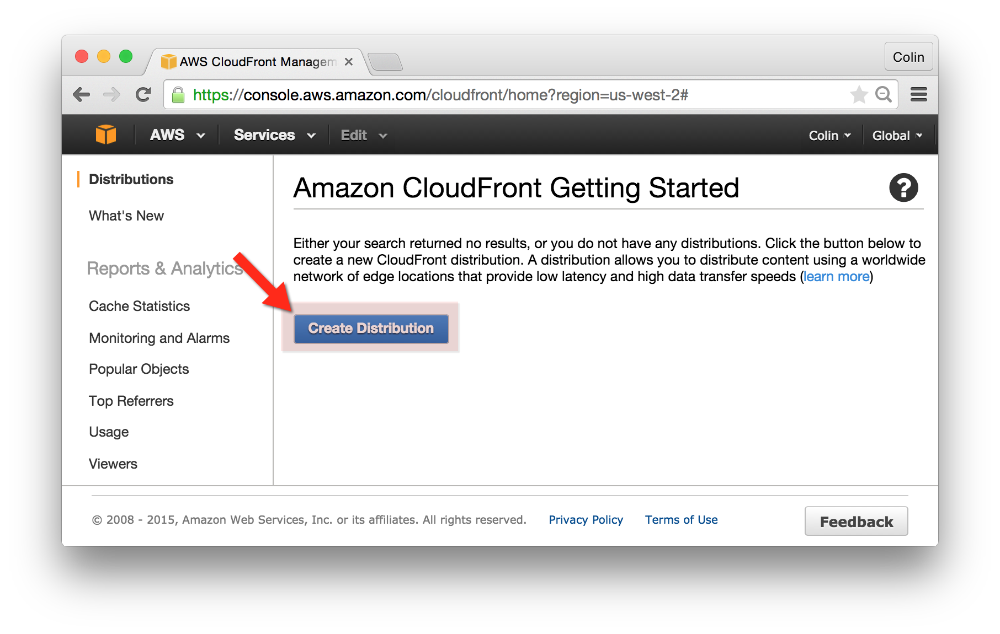 AWS CloudFront Managem
Colin
https://console.aws.amazon.com/cloudfront/home?region=us-west-2#
AWS Services Edit Colin Global
Distributions
What's New
Reports & Analytics
Cache Statistics
Monitoring and Alarms
Popular Objects
Top Referrers
Usage
Viewers
Amazon CloudFront Getting Started
?
Either your search returned no results, or you do not have any distributions. Click the button below to
create a new CloudFront distribution. A distribution allows you to distribute content using a worldwide
network of edge locations that provide low latency and high data transfer speeds (learn more)
Create Distribution
© 2008 - 2015, Amazon Web Services, Inc. or its affiliates. All rights reserved. Privacy Policy Terms of Use
Feedback